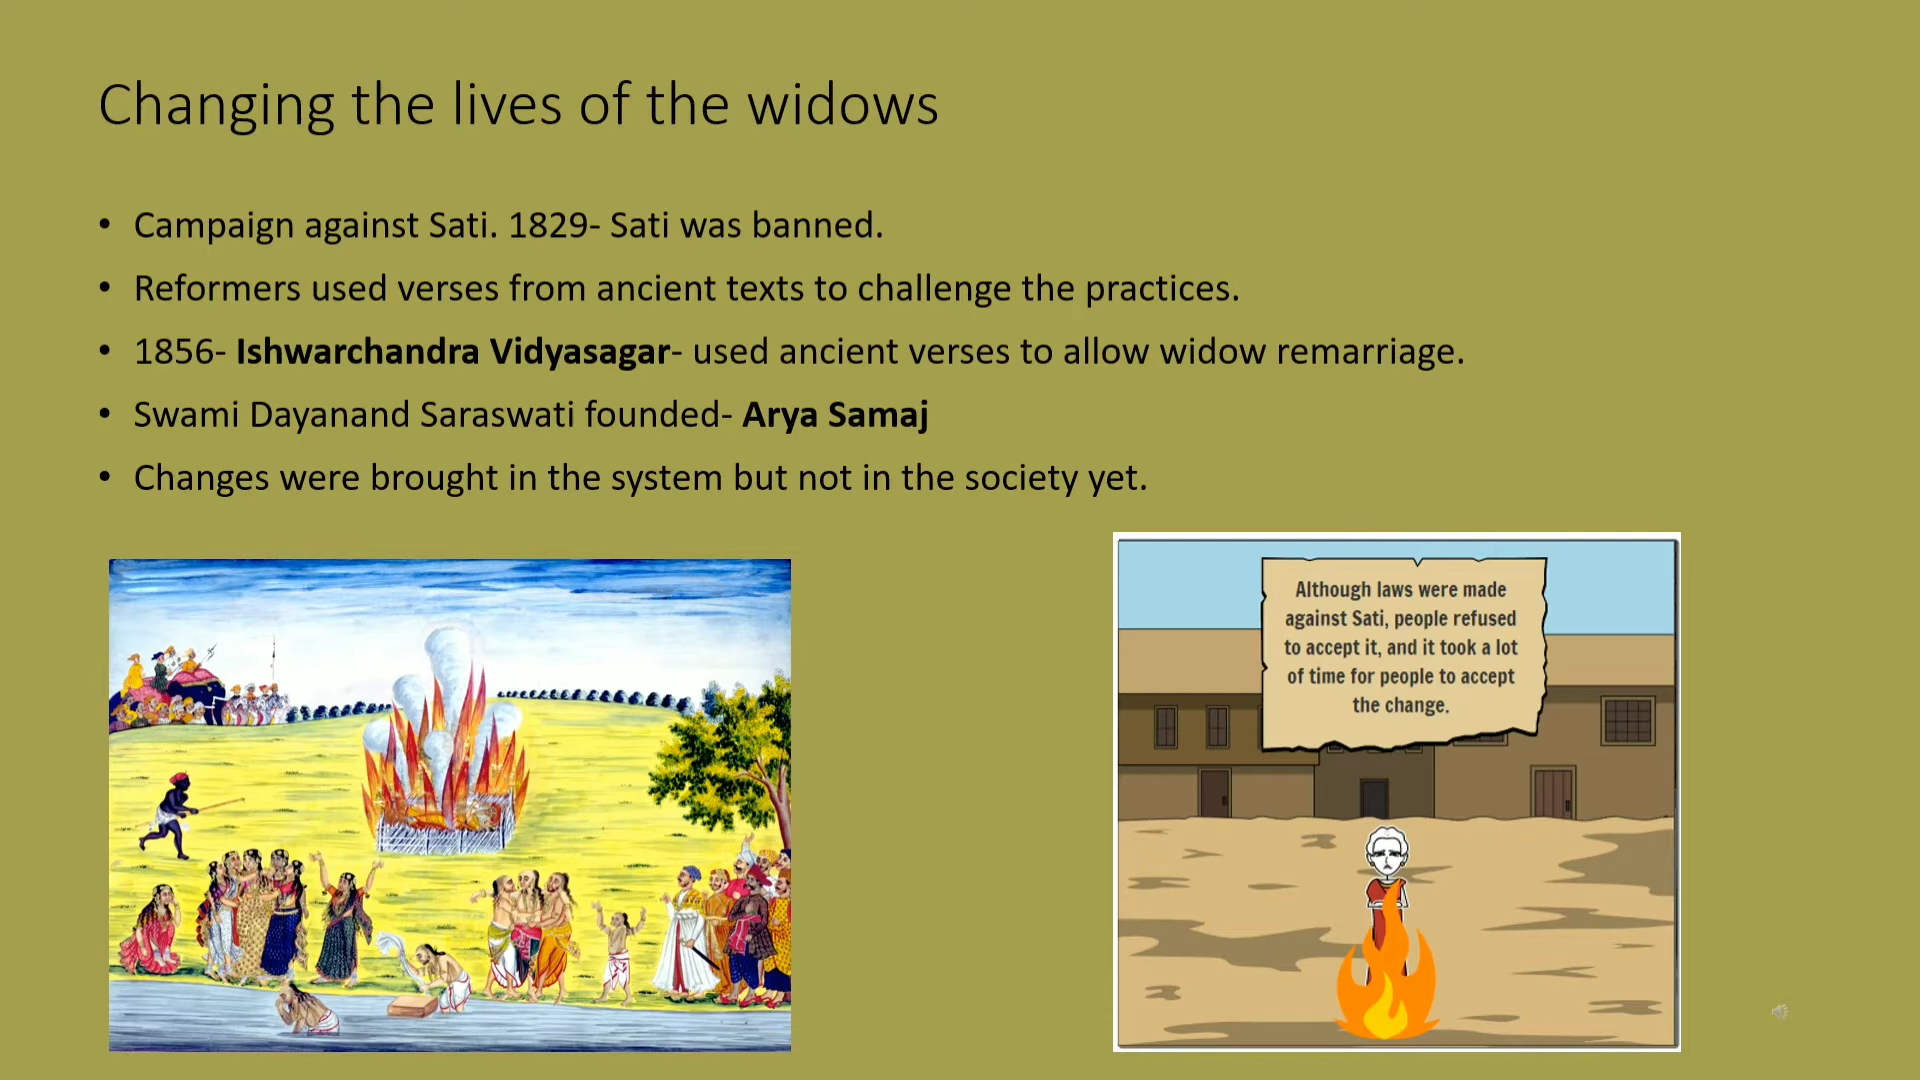 Changing the lives of the widows
• Campaign against Sati. 1829- Sati was banned.
• Reformers used verses from ancient texts to challenge the practices.
• 1856- Ishwarchandra Vidyasagar- used ancient verses to allow widow remarriage.
• Swami Dayanand Saraswati founded- Arya Samaj
• Changes were brought in the system but not in the society yet.
Although laws were made
against Sati, people refused
to accept it, and it took a lot
of time for people to accept
the change.